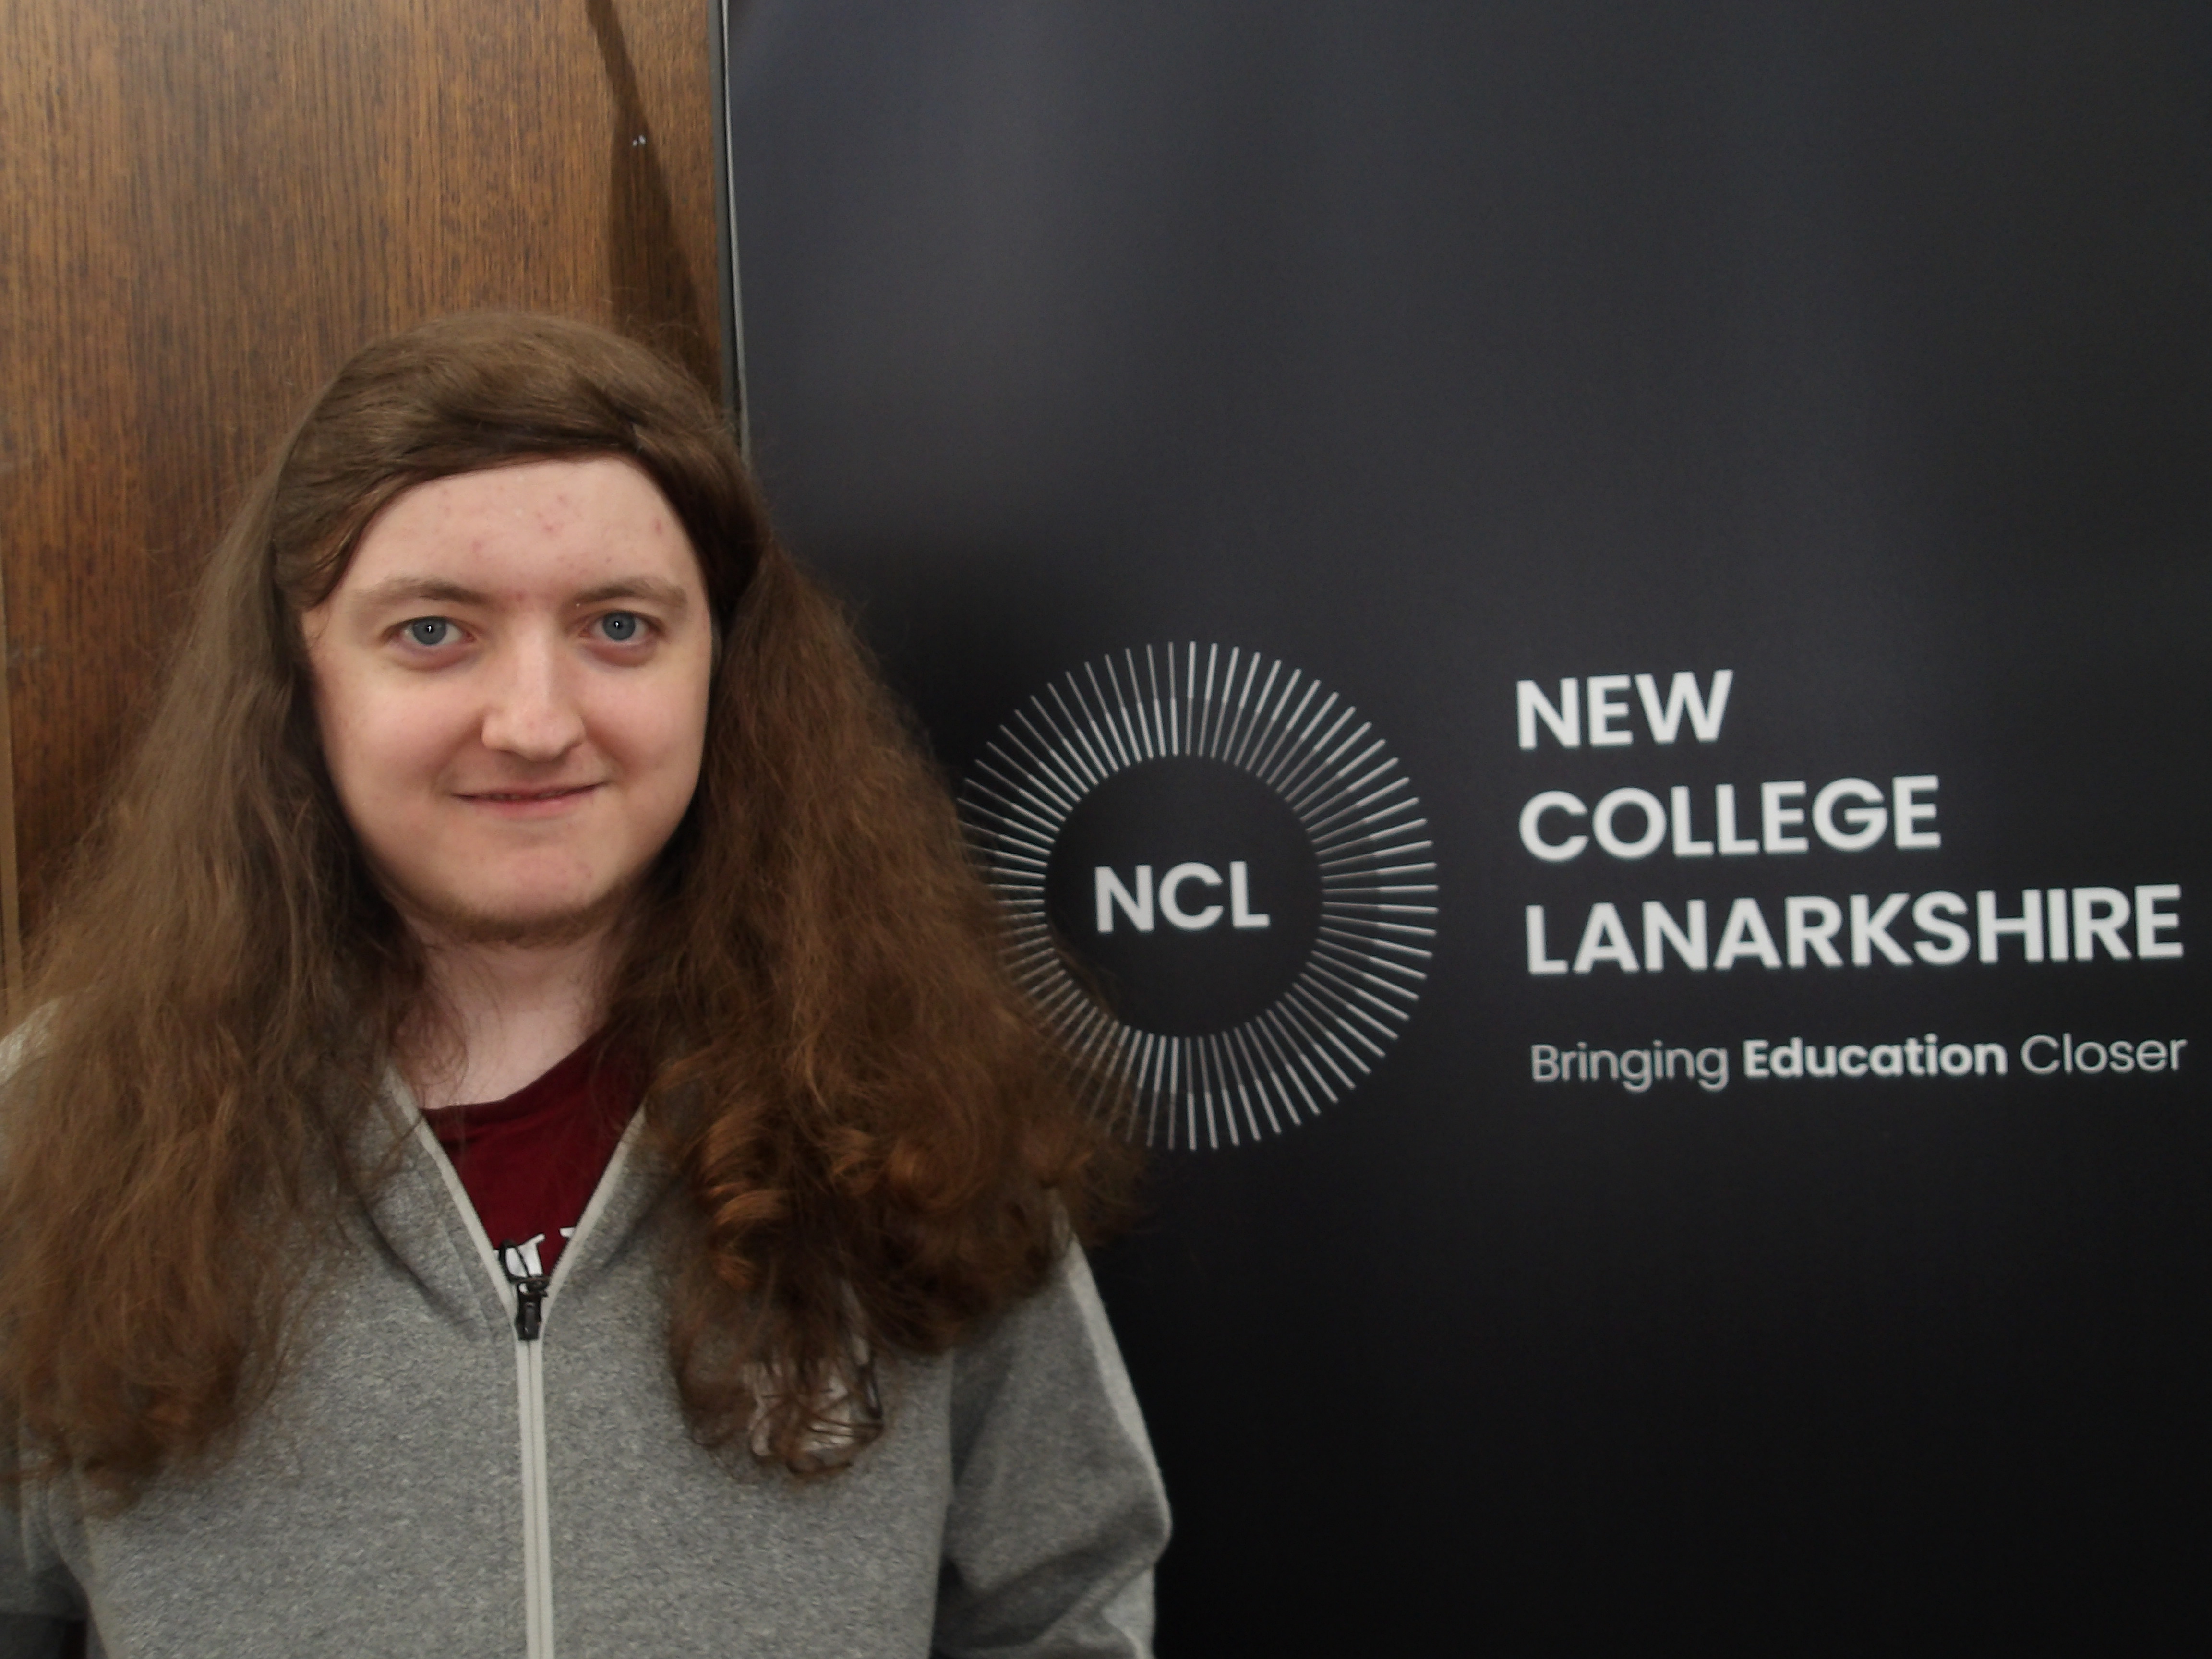 NCL
NEW
COLLEGE
LANARKSHIRE
Bringing Education Closer